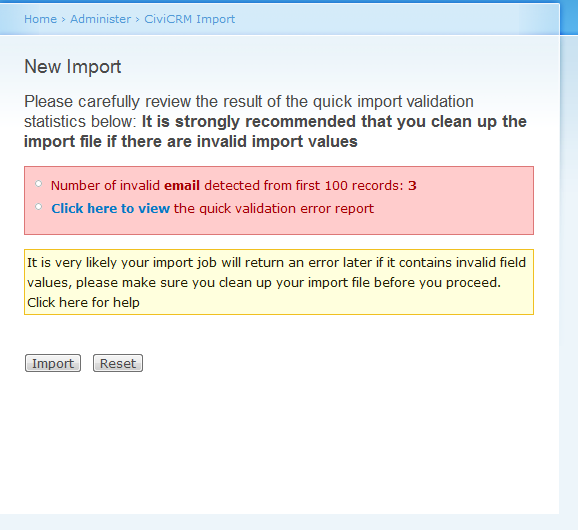 Home › Administer › CiviCRM Import
New Import
Please carefully review the result of the quick import validation
statistics below: It is strongly recommended that you clean up the
import file if there are invalid import values
Number of invalid email detected from first 100 records: 3
Click here to view the quick validation error report
It is very likely your import job will return an error later if it contains invalid field
values, please make sure you clean up your import file before you proceed.
Click here for help
Import Reset